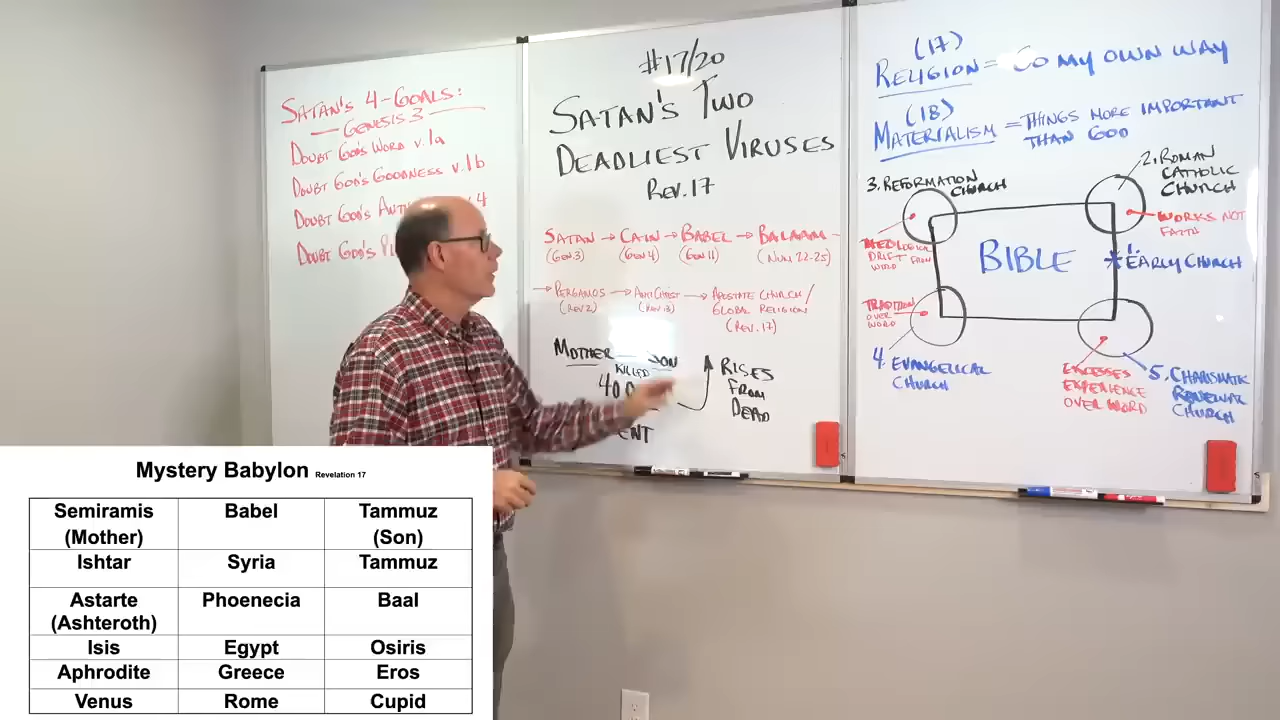 SATAN'S 4-GOALS:
GENESIS 3
DOUBT GOD'S WORD v.1a
DOUBT GOD'S GOODNESS v.1b
DOUBT GOD'S 4
DOUBT GOD'S
#17/20
SATAN'S TWO
DEADLIEST VIRUSES
REV. 17
SATAN → CAIN → BABEL → BALAAM
(GEN 3) (GEN 4) (GEN 11) (NUM 22-25)
→ PERGAMOS → ANTICHRIST → APOSTATE CHURCH/
(REV 2) (REV. 13) GLOBAL RELIGION
(REV. 17)
MOTHER SON
KILLED
40
ENT
RISES
FROM
DEAD
(17)
RELIGION = GO MY OWN WAY
(18)
MATERIALISM = THINGS MORE IMPORTANT
THAN GOD
3. REFORMATION
CHURCH
2. ROMAN
CATHOLIC
CHURCH
WORKS NOT
FAITH
THEOLOGICAL
DRIFT FROM
WORD
BIBLE
1.
EARLY CHURCH
TRADITION
OVER
WORD
4. EVANGELICAL
CHURCH
EXCESSES
EXPERIENCE
OVER WORD
5. CHARISMATIC
RENEWAL
CHURCH
Mystery Babylon Revelation 17
Semiramis Babel Tammuz
(Mother) (Son)
Ishtar Syria Tammuz
Astarte Phoenecia Baal
(Ashteroth)
Isis Egypt Osiris
Aphrodite Greece Eros
Venus Rome Cupid